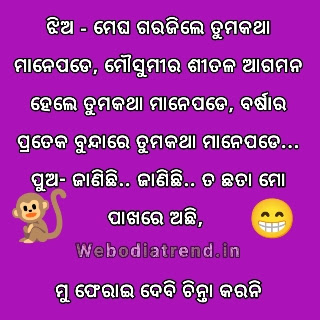 ଝିଅ - ମେଘ ଗରଜିଲେ ତୁମକଥା
ମାନେପଡେ, ମୌସୁମୀର ଶୀତଳ ଆଗମନ
ହେଲେ ତୁମକଥା ମାନେପଡେ, ବର୍ଷାର
ପ୍ରତେକ ବୁନ୍ଦାରେ ତୁମକଥା ମାନେପଡେ...
ପୁଅ- ଜାଣିଛି.. ଜାଣିଛି.. ତ ଛତା ମୋ
ପାଖରେ ଅଛି,
Webodiatrend.in
ମୁ ଫେରାଇ ଦେବି ଚିନ୍ତା କରନି